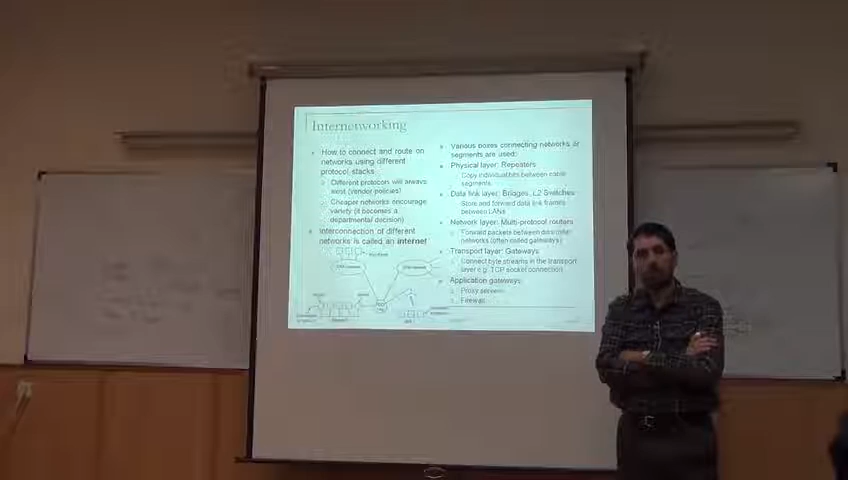 Internetworking
How to connect and route on
networks using different
protocol stacks
Different protocols will always
exist (vendor policies)
Cheaper networks encourage
variety (it becomes a
departmental decision)
Interconnection of different
networks is called an internet
Various boxes connecting networks or
segments are used:
Physical layer: Repeaters
Copy individual bits between cable
segments
Data link layer: Bridges, L2 Switches
Store and forward data link frames
between LANs
Network layer: Multi-protocol routers
Forward packets between dissimilar
networks (often called gateways)
Transport layer: Gateways
Connect byte streams in the transport
layer e.g. TCP socket connection
Application gateways
Proxy servers
Firewall